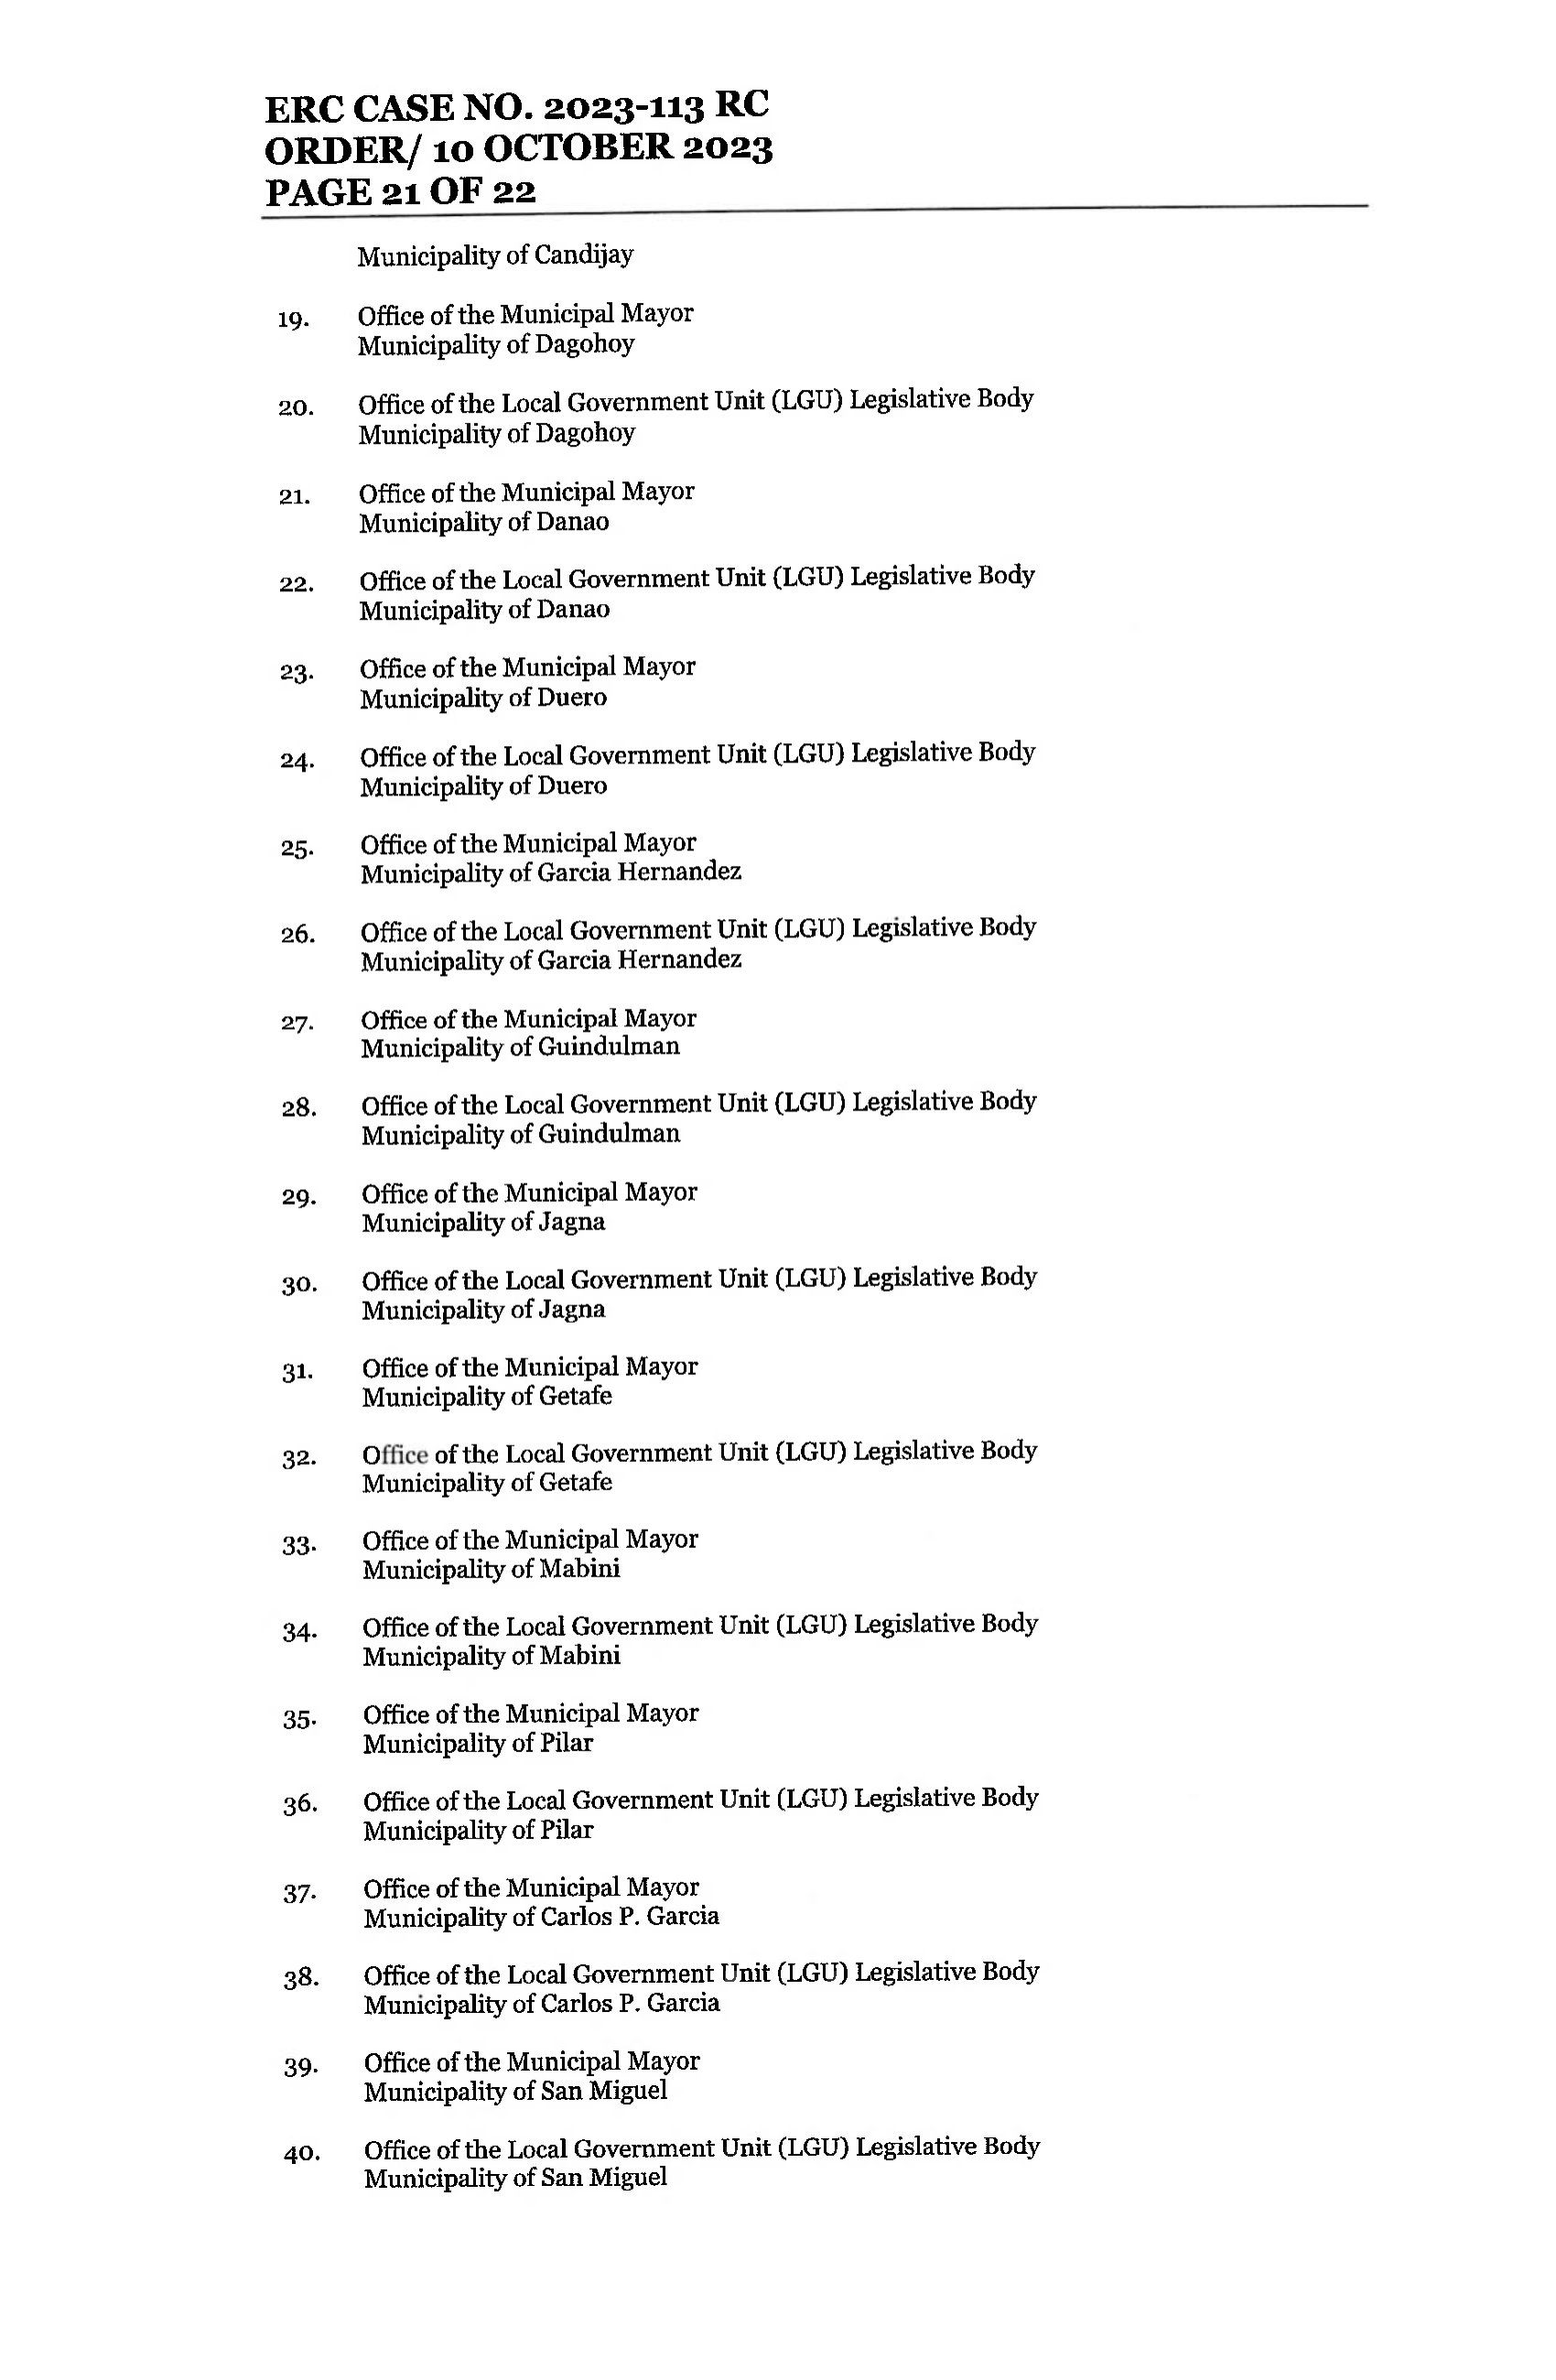 ERC CASE NO. 2023-113 RC
ORDER/ 10 OCTOBER 2023
PAGE 21 OF 22
Municipality of Candijay
19. Office of the Municipal Mayor
Municipality of Dagohoy
20. Office of the Local Government Unit (LGU) Legislative Body
Municipality of Dagohoy
21. Office of the Municipal Mayor
Municipality of Danao
22. Office of the Local Government Unit (LGU) Legislative Body
Municipality of Danao
23. Office of the Municipal Mayor
Municipality of Duero
24. Office of the Local Government Unit (LGU) Legislative Body
Municipality of Duero
25. Office of the Municipal Mayor
Municipality of Garcia Hernandez
26. Office of the Local Government Unit (LGU) Legislative Body
Municipality of Garcia Hernandez
27. Office of the Municipal Mayor
Municipality of Guindulman
28. Office of the Local Government Unit (LGU) Legislative Body
Municipality of Guindulman
29. Office of the Municipal Mayor
Municipality of Jagna
30. Office of the Local Government Unit (LGU) Legislative Body
Municipality of Jagna
31. Office of the Municipal Mayor
Municipality of Getafe
32. Office of the Local Government Unit (LGU) Legislative Body
Municipality of Getafe
33. Office of the Municipal Mayor
Municipality of Mabini
34. Office of the Local Government Unit (LGU) Legislative Body
Municipality of Mabini
35. Office of the Municipal Mayor
Municipality of Pilar
36. Office of the Local Government Unit (LGU) Legislative Body
Municipality of Pilar
37. Office of the Municipal Mayor
Municipality of Carlos P. Garcia
38. Office of the Local Government Unit (LGU) Legislative Body
Municipality of Carlos P. Garcia
39. Office of the Municipal Mayor
Municipality of San Miguel
40. Office of the Local Government Unit (LGU) Legislative Body
Municipality of San Miguel